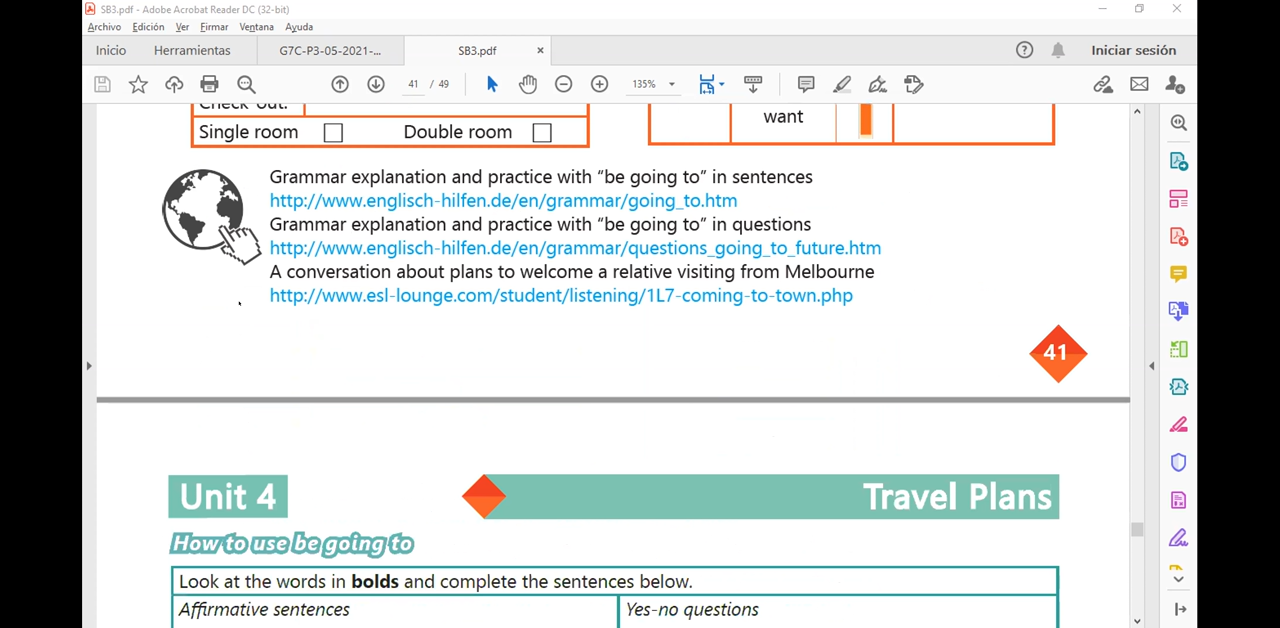 SB3.pdf - Adobe Acrobat Reader DC (32-bit)
Archivo Edición Ver Firmar Ventana Ayuda
Inicio Herramientas G7C-P3-05-2021-... SB3.pdf × Iniciar sesión
41 / 49 135%
Check-out:
Single room Double room
want
Grammar explanation and practice with “be going to” in sentences
http://www.englisch-hilfen.de/en/grammar/going_to.htm
Grammar explanation and practice with “be going to” in questions
http://www.englisch-hilfen.de/en/grammar/questions_going_to_future.htm
A conversation about plans to welcome a relative visiting from Melbourne
http://www.esl-lounge.com/student/listening/1L7-coming-to-town.php
41
Unit 4 Travel Plans
How to use be going to
Look at the words in bolds and complete the sentences below.
Affirmative sentences Yes-no questions